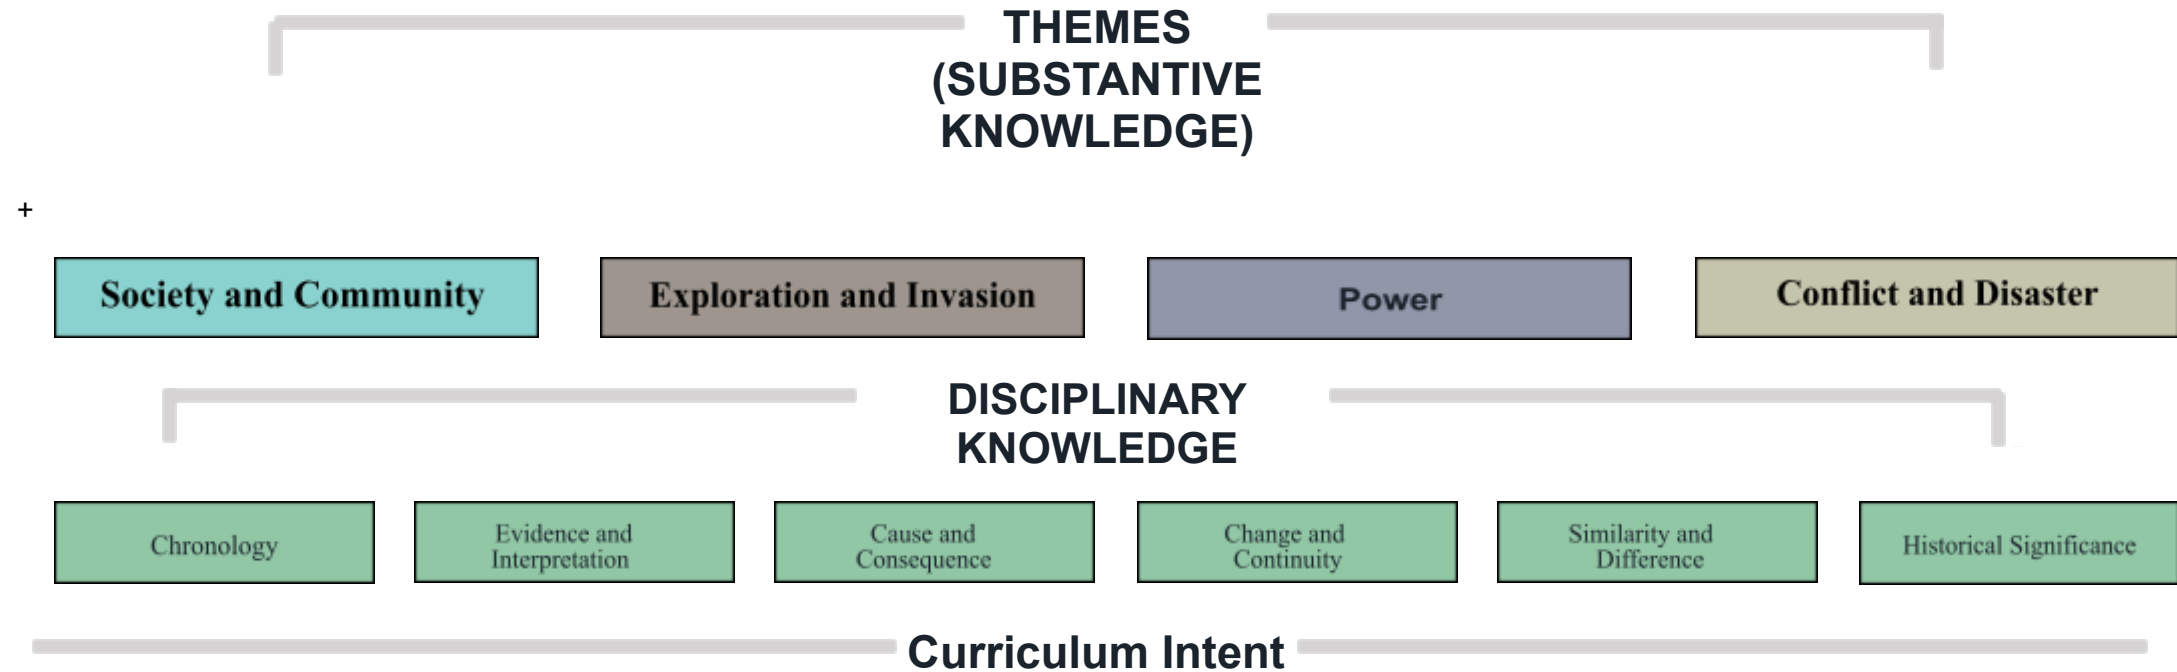 THEMES
(SUBSTANTIVE
KNOWLEDGE)
+
Society and Community
Exploration and Invasion
Power
Conflict and Disaster
DISCIPLINARY
KNOWLEDGE
Chronology
Evidence and
Interpretation
Cause and
Consequence
Change and
Continuity
Similarity and
Difference
Historical Significance
Curriculum Intent